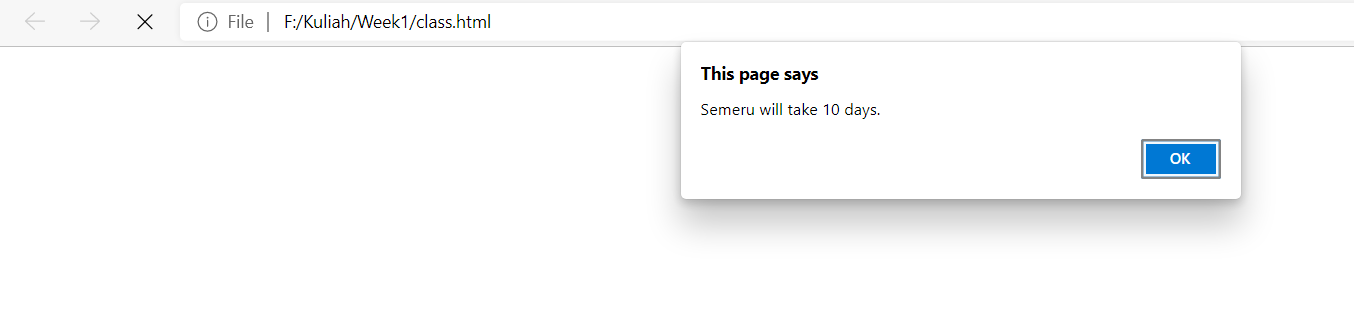 File | F:/Kuliah/Week1/class.html
This page says
Semeru will take 10 days.
OK